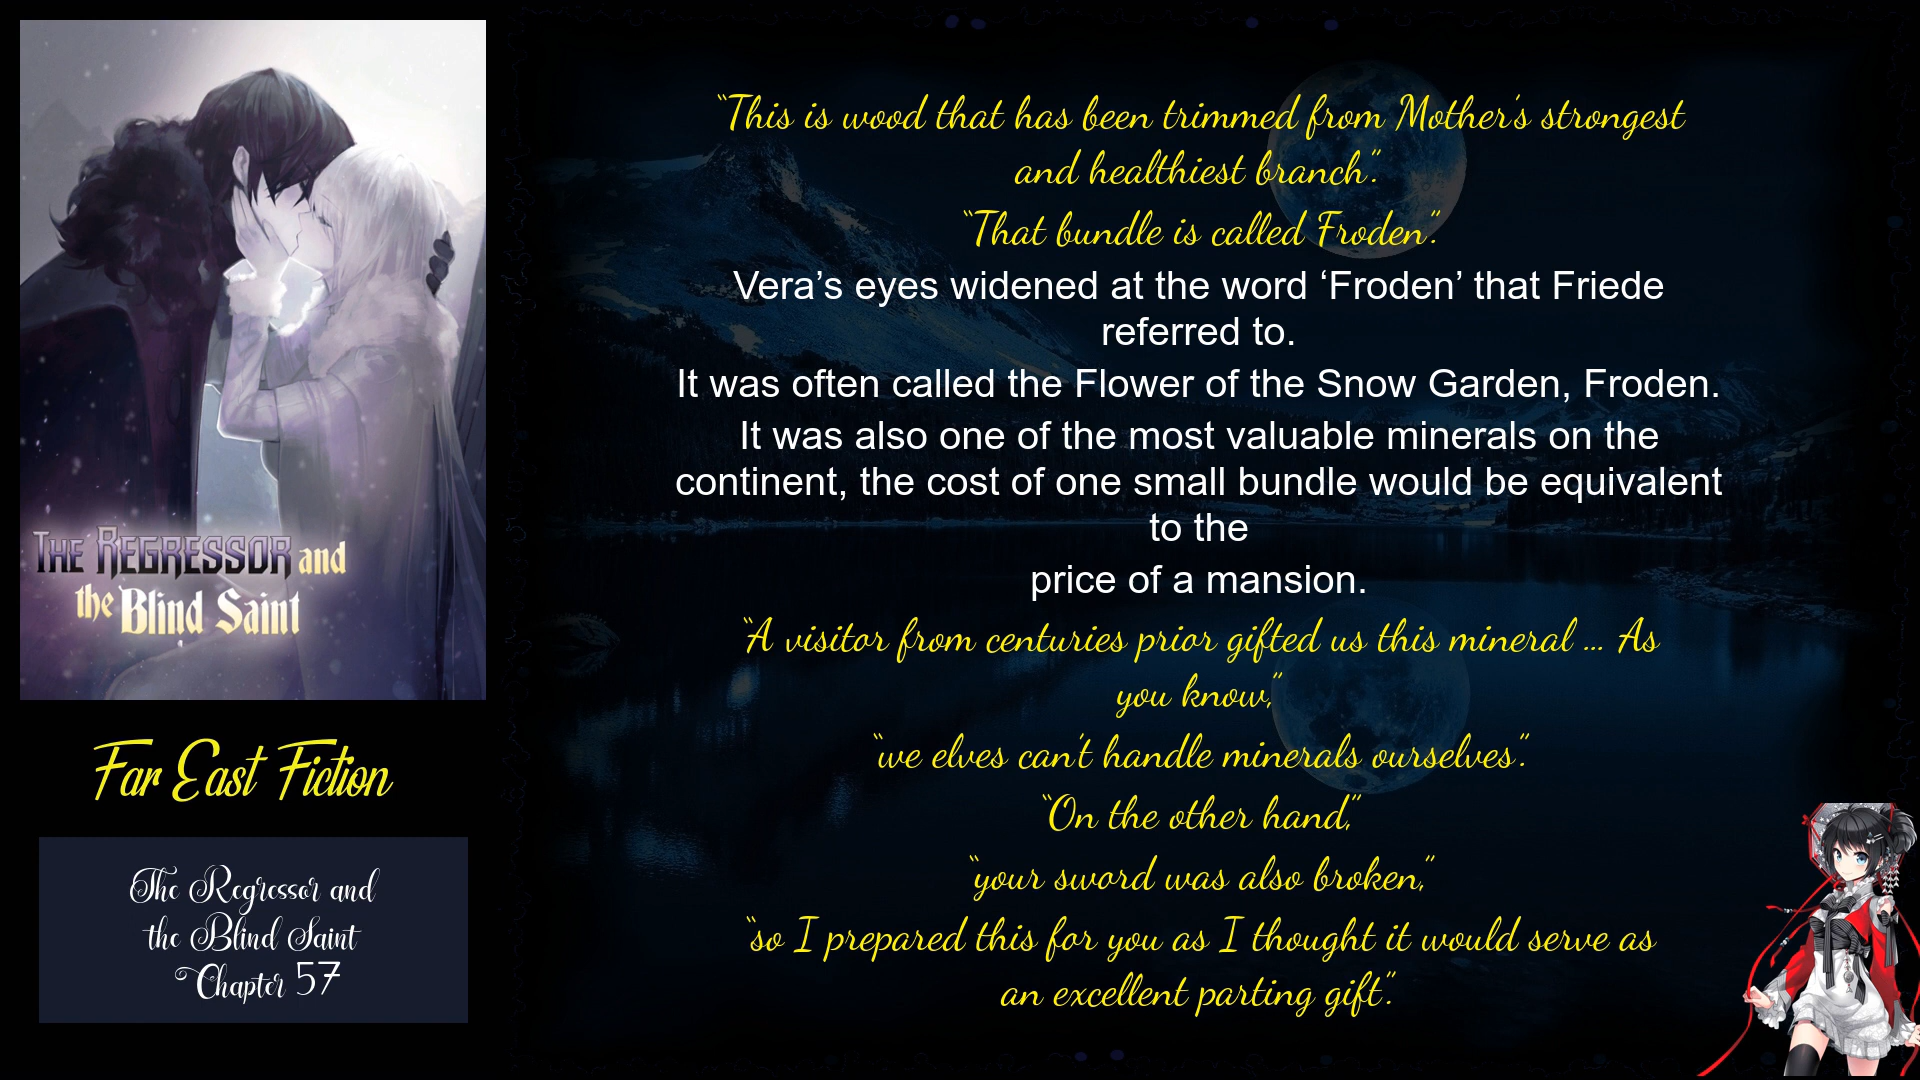 THE REGRESSOR and
the Blind Saint
Far East Fiction
The Regressor and
the Blind Saint
Chapter 57
“This is wood that has been trimmed from Mother’s strongest
and healthiest branch”.
“That bundle is called Froden”.
Vera’s eyes widened at the word ‘Froden’ that Friede
referred to.
It was often called the Flower of the Snow Garden, Froden.
It was also one of the most valuable minerals on the
continent, the cost of one small bundle would be equivalent
to the
price of a mansion.
“A visitor from centuries prior gifted us this mineral … As
you know,”
“we elves can’t handle minerals ourselves”.
“On the other hand,”
“your sword was also broken,”
“so I prepared this for you as I thought it would serve as
an excellent parting gift”.